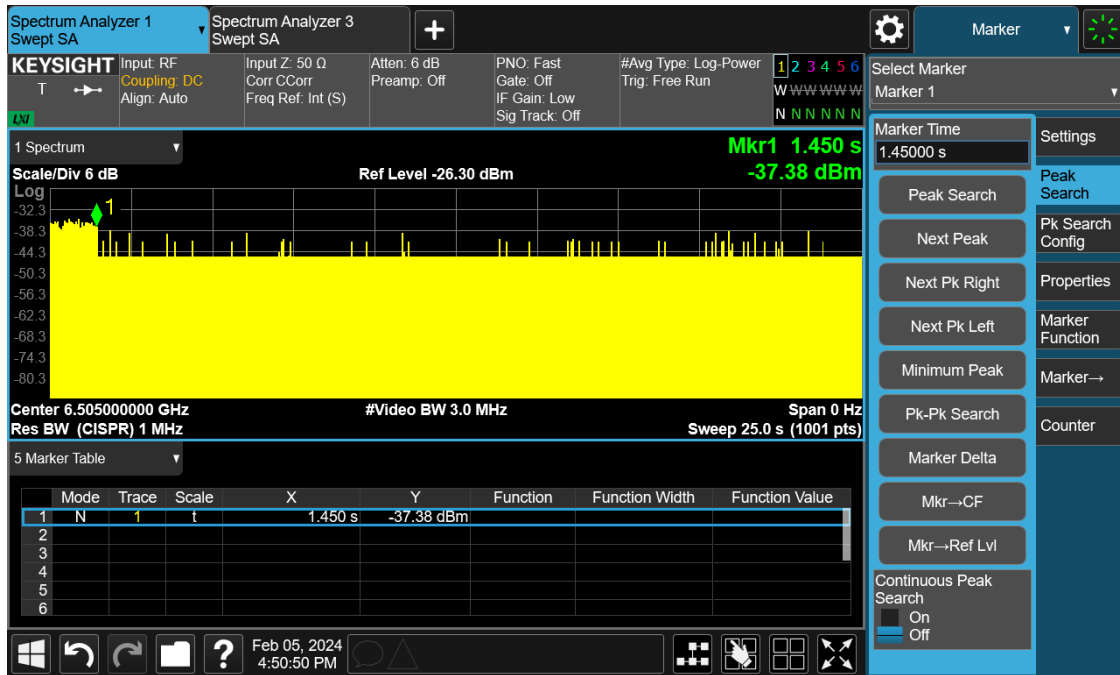 Spectrum Analyzer 1
Swept SA
Spectrum Analyzer 3
Swept SA
Marker
KEYSIGHT
T
LXI
Input: RF
Coupling: DC
Align: Auto
Input Z: 50 Ω
Corr CCorr
Freq Ref: Int (S)
Atten: 6 dB
Preamp: Off
PNO: Fast
Gate: Off
IF Gain: Low
Sig Track: Off
#Avg Type: Log-Power
Trig: Free Run
1 2 3 4 5 6
W W W W W W
N N N N N N
Select Marker
Marker 1
1 Spectrum
Mkr1 1.450 s
-37.38 dBm
Scale/Div 6 dB
Ref Level -26.30 dBm
Log
-32.3
-38.3
-44.3
-50.3
-56.3
-62.3
-68.3
-74.3
-80.3
1
Center 6.505000000 GHz
#Video BW 3.0 MHz
Span 0 Hz
Res BW (CISPR) 1 MHz
Sweep 25.0 s (1001 pts)
5 Marker Table
Mode Trace Scale X Y Function Function Width Function Value
1 N 1 t 1.450 s -37.38 dBm
2
3
4
5
6
Marker Time
1.45000 s
Peak Search
Next Peak
Next Pk Right
Next Pk Left
Minimum Peak
Pk-Pk Search
Marker Delta
Mkr→CF
Mkr→Ref Lvl
Continuous Peak
Search
On
Off
Settings
Peak
Search
Pk Search
Config
Properties
Marker
Function
Marker→
Counter
?
Feb 05, 2024
4:50:50 PM